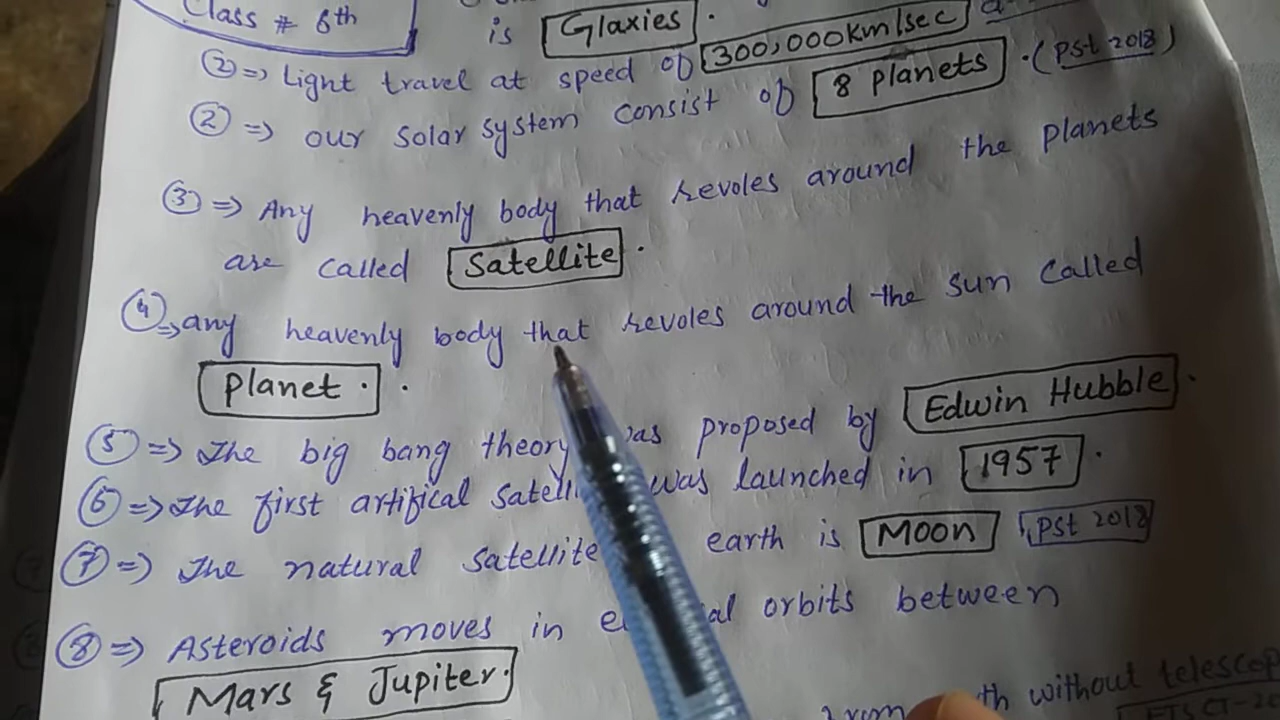 Class # 6th
is Glaxies .
② => Light travel at speed of 300,000km/sec
② => our solar system consist of 8 planets . (PSt 2018)
③ => Any heavenly body that revoles around the planets
are called Satellite .
④ => any heavenly body that revoles around the sun called
planet . .
⑤ => The big bang theory was proposed by Edwin Hubble .
⑥ => The first artifical satelli was launched in 1957 .
⑦ => The natural satellite earth is Moon PSt 2018
⑧ => Asteroids moves in orbits between
Mars & Jupiter.
from th without telescop